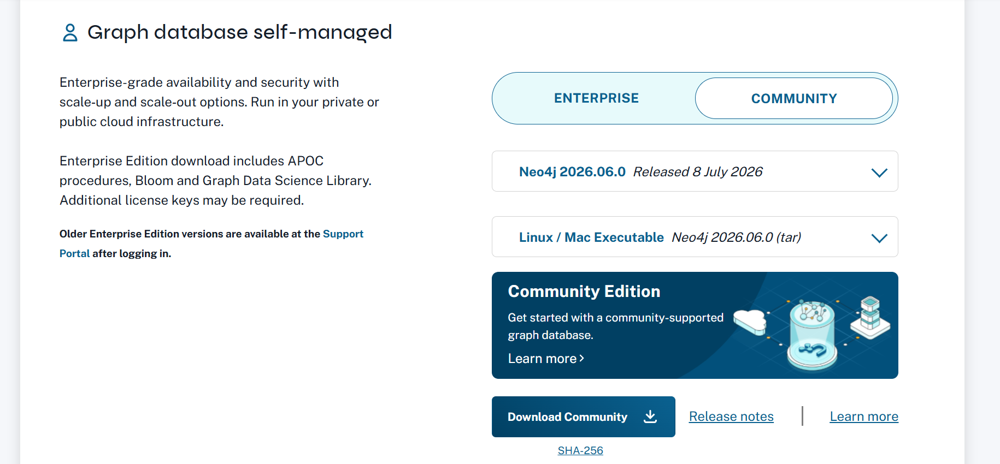 Graph database self-managed
Enterprise-grade availability and security with
scale-up and scale-out options. Run in your private or
public cloud infrastructure.
Enterprise Edition download includes APOC
procedures, Bloom and Graph Data Science Library.
Additional license keys may be required.
Older Enterprise Edition versions are available at the Support
Portal after logging in.
ENTERPRISE
COMMUNITY
Neo4j 2026.06.0 Released 8 July 2026
Linux / Mac Executable Neo4j 2026.06.0 (tar)
Community Edition
Get started with a community-supported
graph database.
Learn more
Download Community
Release notes
Learn more
SHA-256